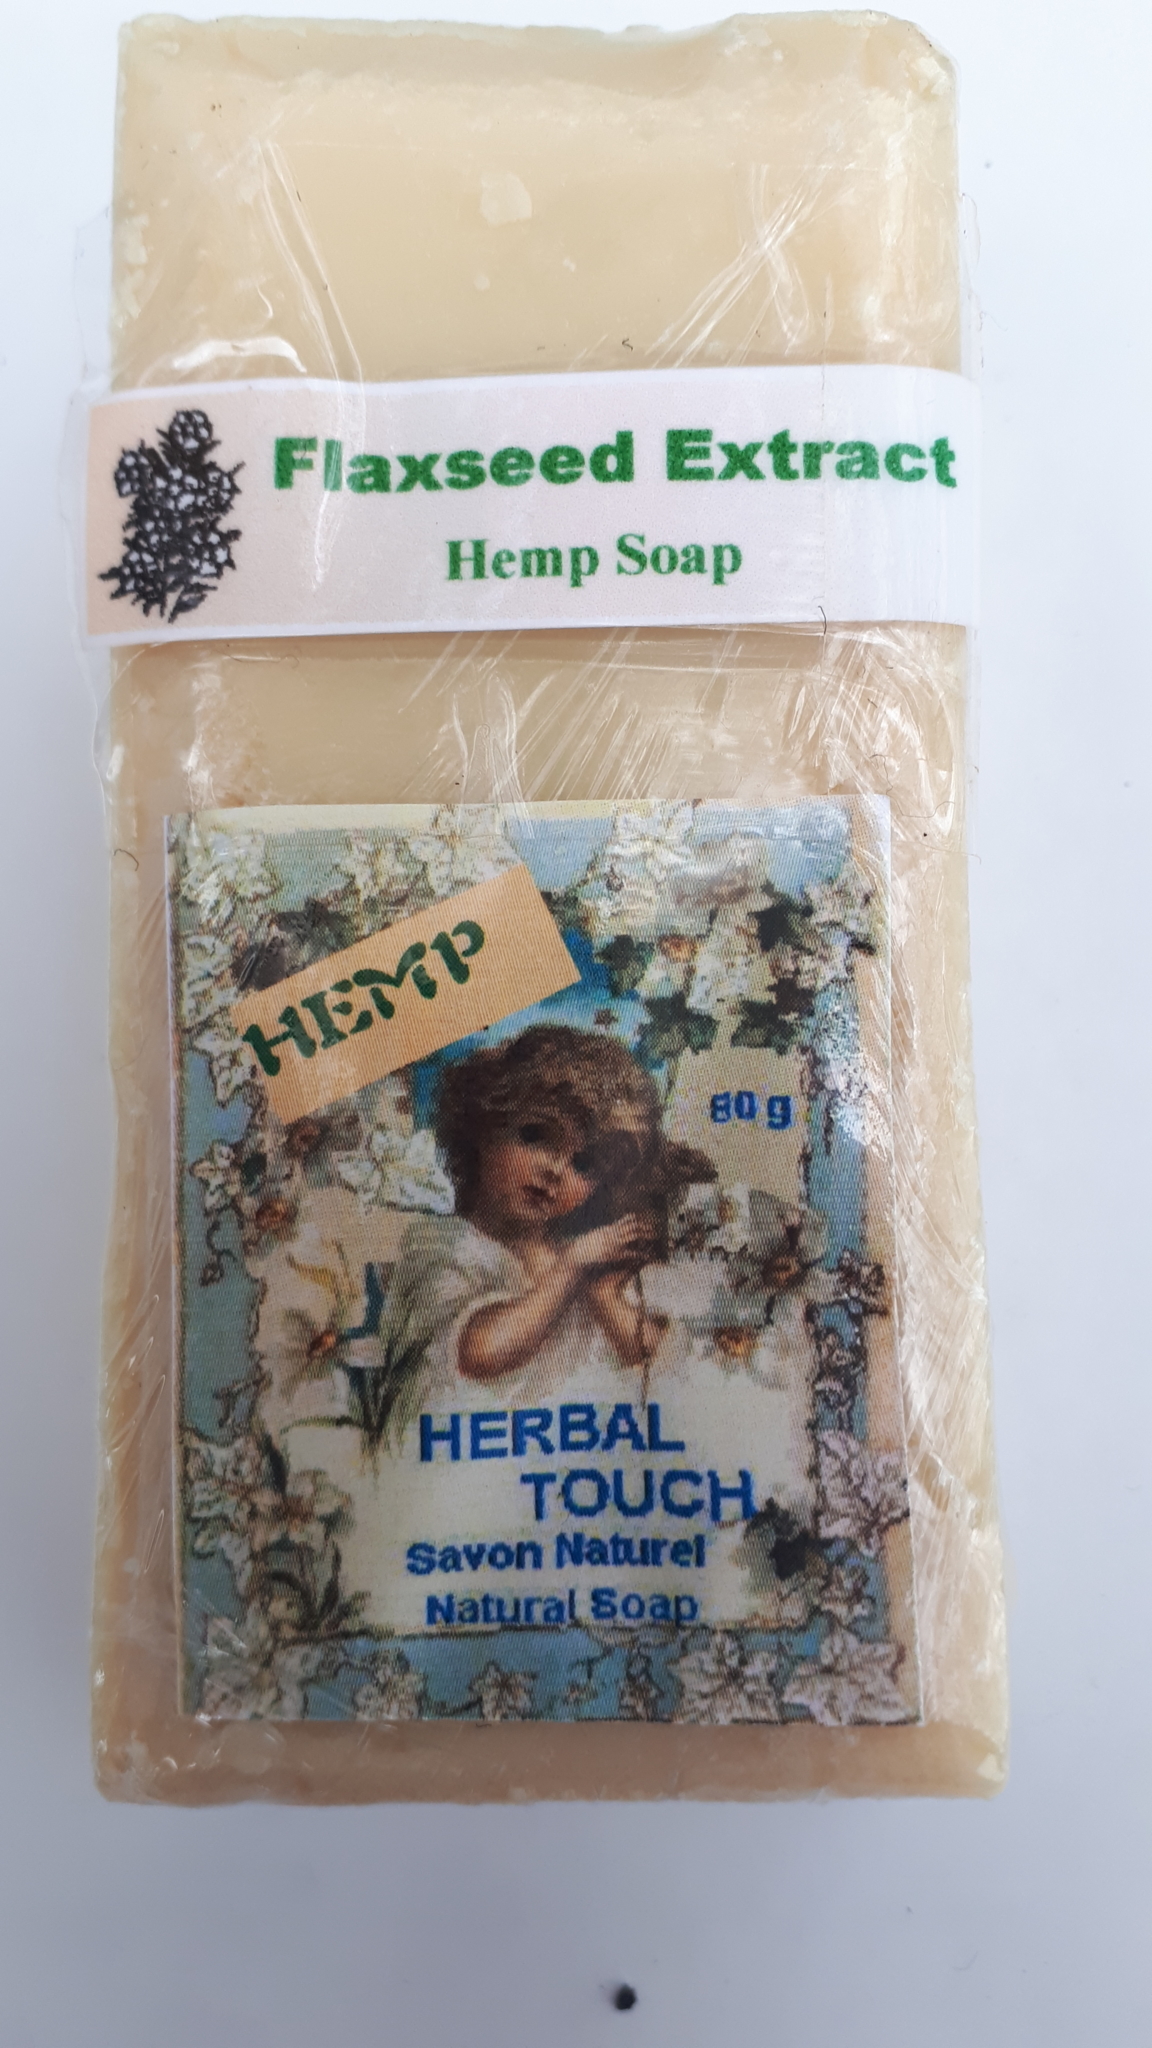 Flaxseed Extract
Hemp Soap
HEMP
80 g
HERBAL
TOUCH
Savon Naturel
Natural Soap